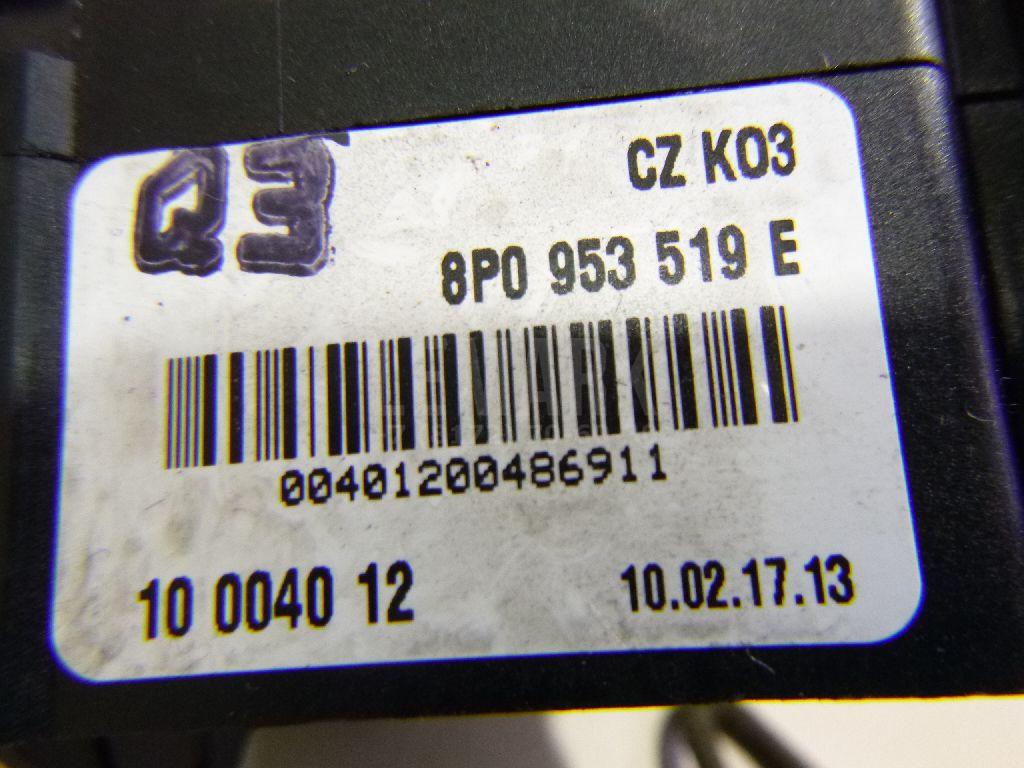 Q3
CZ K03
8P0 953 519 E
00401200486911
10 0040 12
10.02.17.13